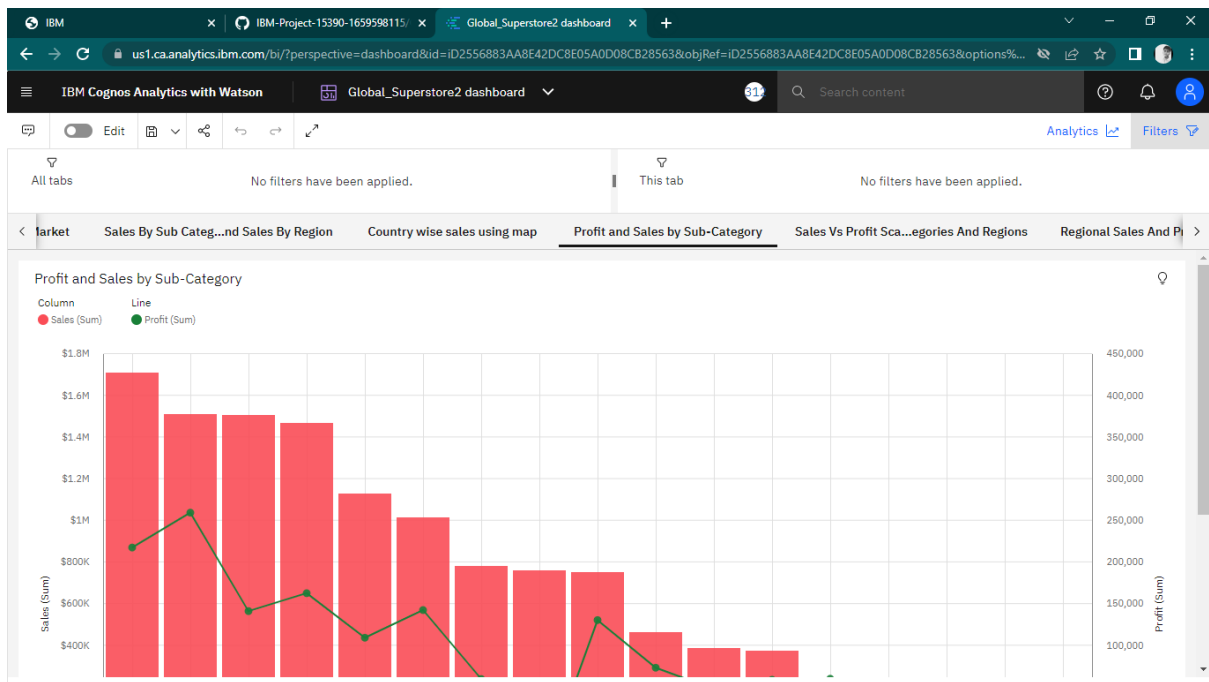 IBM
IBM-Project-15390-1659598115/
Global_Superstore2 dashboard
us1.ca.analytics.ibm.com/bi/?perspective=dashboard&id=iD2556883AA8E42DC8E05A0D08CB28563&objRef=iD2556883AA8E42DC8E05A0D08CB28563&options%...
IBM Cognos Analytics with Watson
Global_Superstore2 dashboard
312
Search content
Edit
Analytics
Filters
All tabs
No filters have been applied.
This tab
No filters have been applied.
Market
Sales By Sub Categ...nd Sales By Region
Country wise sales using map
Profit and Sales by Sub-Category
Sales Vs Profit Sca...egories And Regions
Regional Sales And
Profit and Sales by Sub-Category
Column
Line
Sales (Sum)
Profit (Sum)
$1.8M
$1.6M
$1.4M
$1.2M
$1M
$800K
$600K
$400K
Sales (Sum)
450,000
400,000
350,000
300,000
250,000
200,000
150,000
100,000
Profit (Sum)